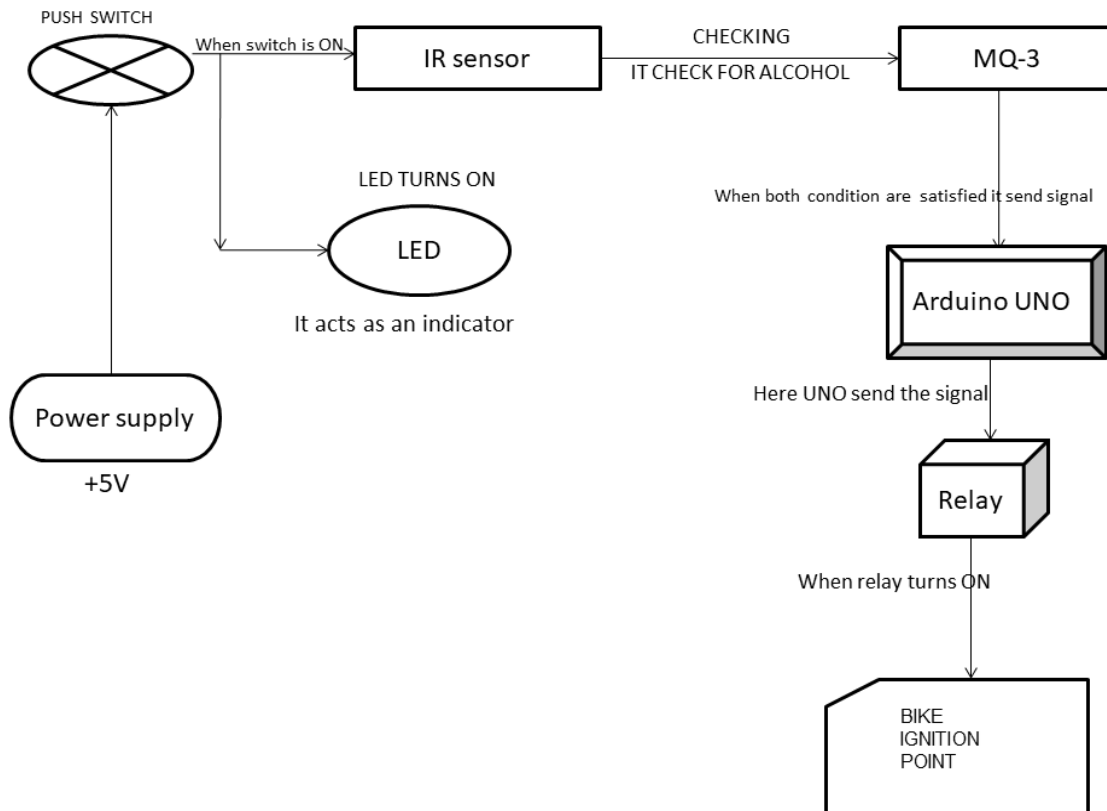 PUSH SWITCH
When switch is ON
IR sensor
CHECKING
IT CHECK FOR ALCOHOL
MQ-3
LED TURNS ON
LED
It acts as an indicator
When both condition are satisfied it send signal
Arduino UNO
Here UNO send the signal
Power supply
+5V
Relay
When relay turns ON
BIKE
IGNITION
POINT